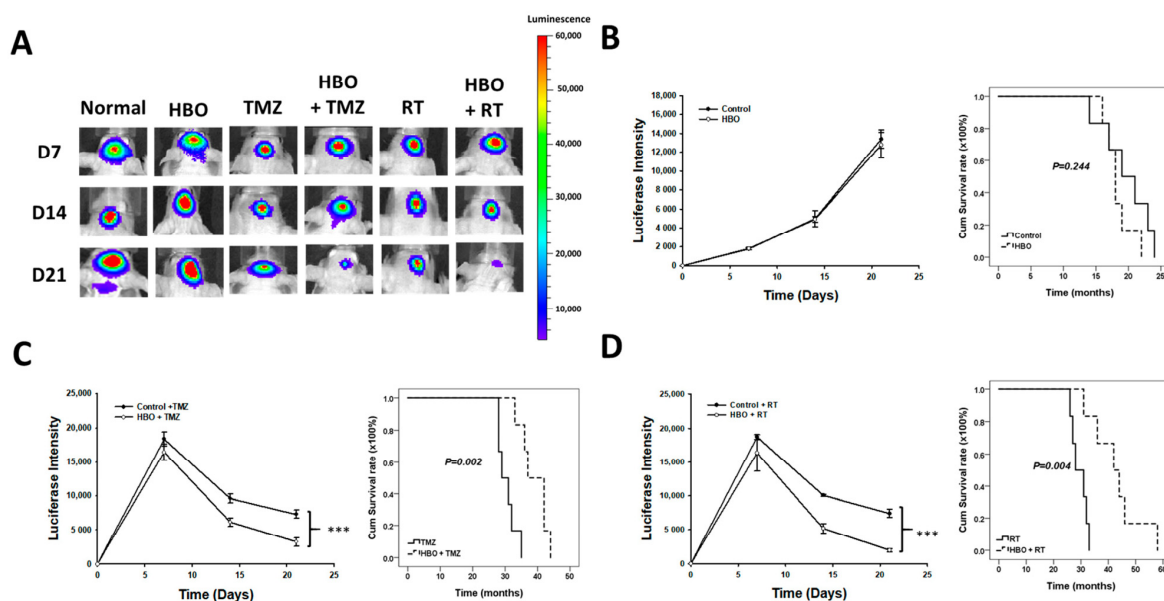 A
Luminescence
60,000
50,000
40,000
30,000
20,000
10,000
Normal
HBO
TMZ
HBO
+ TMZ
RT
HBO
+ RT
D7
D14
D21
B
18,000
16,000
14,000
12,000
10,000
8 000
6 000
4 000
2 000
0
Luciferase Intensity
Control
HBO
0 5 10 15 20 25
Time (Days)
Cum Survival rate (x100%)
1.0
0.8
0.6
0.4
0.2
0.0
P=0.244
Control
HBO
0 5 10 15 20 25
Time (months)
C
25,000
20,000
15,000
10,000
5 000
0
Luciferase Intensity
Control +TMZ
HBO + TMZ
***
0 5 10 15 20 25
Time (Days)
Cum Survival rate (x100%)
1.0
0.8
0.6
0.4
0.2
0.0
P=0.002
TMZ
HBO + TMZ
0 10 20 30 40 50
Time (months)
D
25,000
20,000
15,000
10,000
5 000
0
Luciferase Intensity
Control + RT
HBO + RT
***
0 5 10 15 20 25
Time (Days)
Cum Survival rate (x100%)
1.0
0.8
0.6
0.4
0.2
0.0
P=0.004
RT
HBO + RT
0 10 20 30 40 50 60
Time (months)